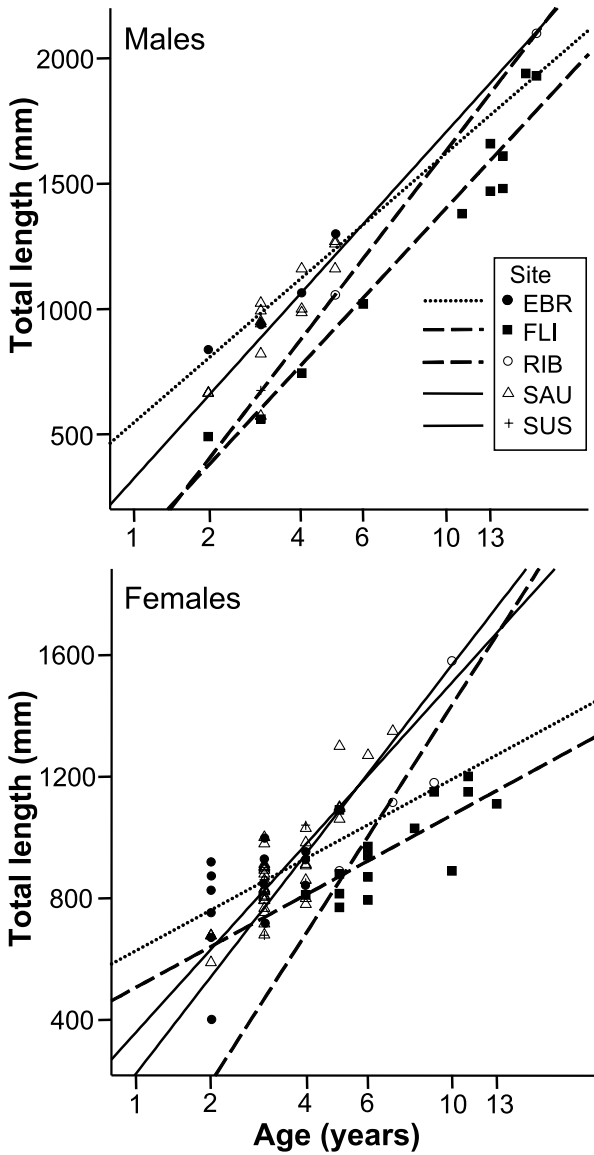 Males
Total length (mm)
2000
1500
1000
500
1 2 4 6 10 13
Site
EBR
FLI
RIB
SAU
SUS
Females
Total length (mm)
1600
1200
800
400
1 2 4 6 10 13
Age (years)